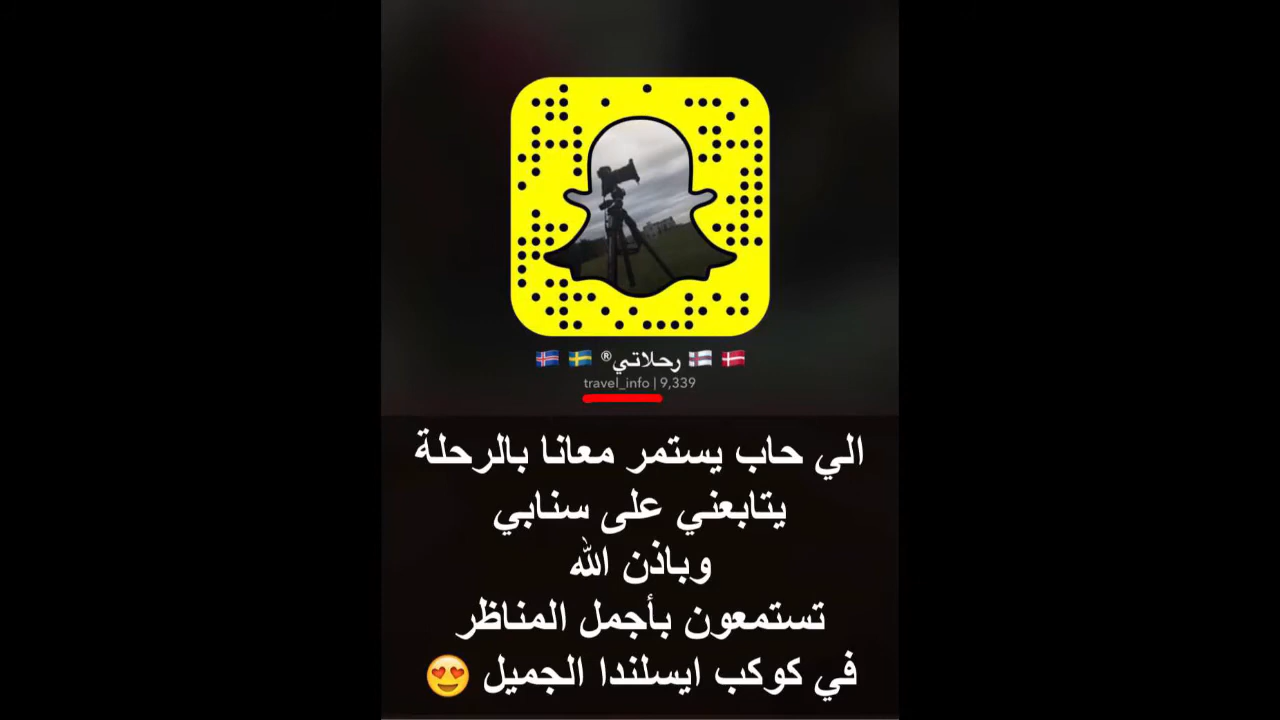 🇮🇸 🇸🇪 ®رحلاتي 🇫🇴 🇩🇰
travel_info | 9,339
الي حاب يستمر معانا بالرحلة
يتابعني على سنابي
وباذن الله
تستمعون بأجمل المناظر
في كوكب ايسلندا الجميل 😍